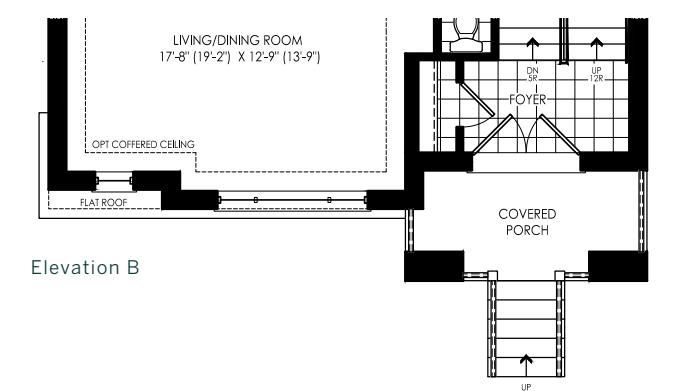 LIVING/DINING ROOM
17'-8" (19'-2") X 12'-9" (13'-9")
DN
5R
UP
12R
FOYER
OPT COFFERED CEILING
FLAT ROOF
COVERED
PORCH
Elevation B
UP